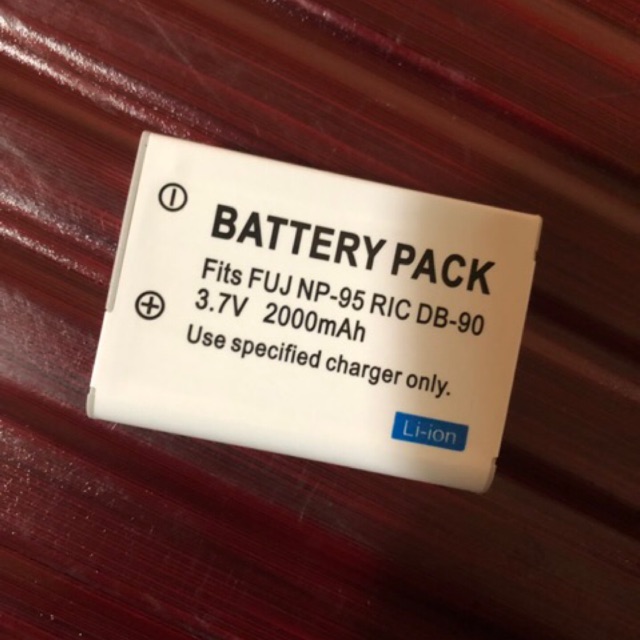 BATTERY PACK
Fits FUJ NP-95 RIC DB-90
3.7V 2000mAh
Use specified charger only.
Li-ion